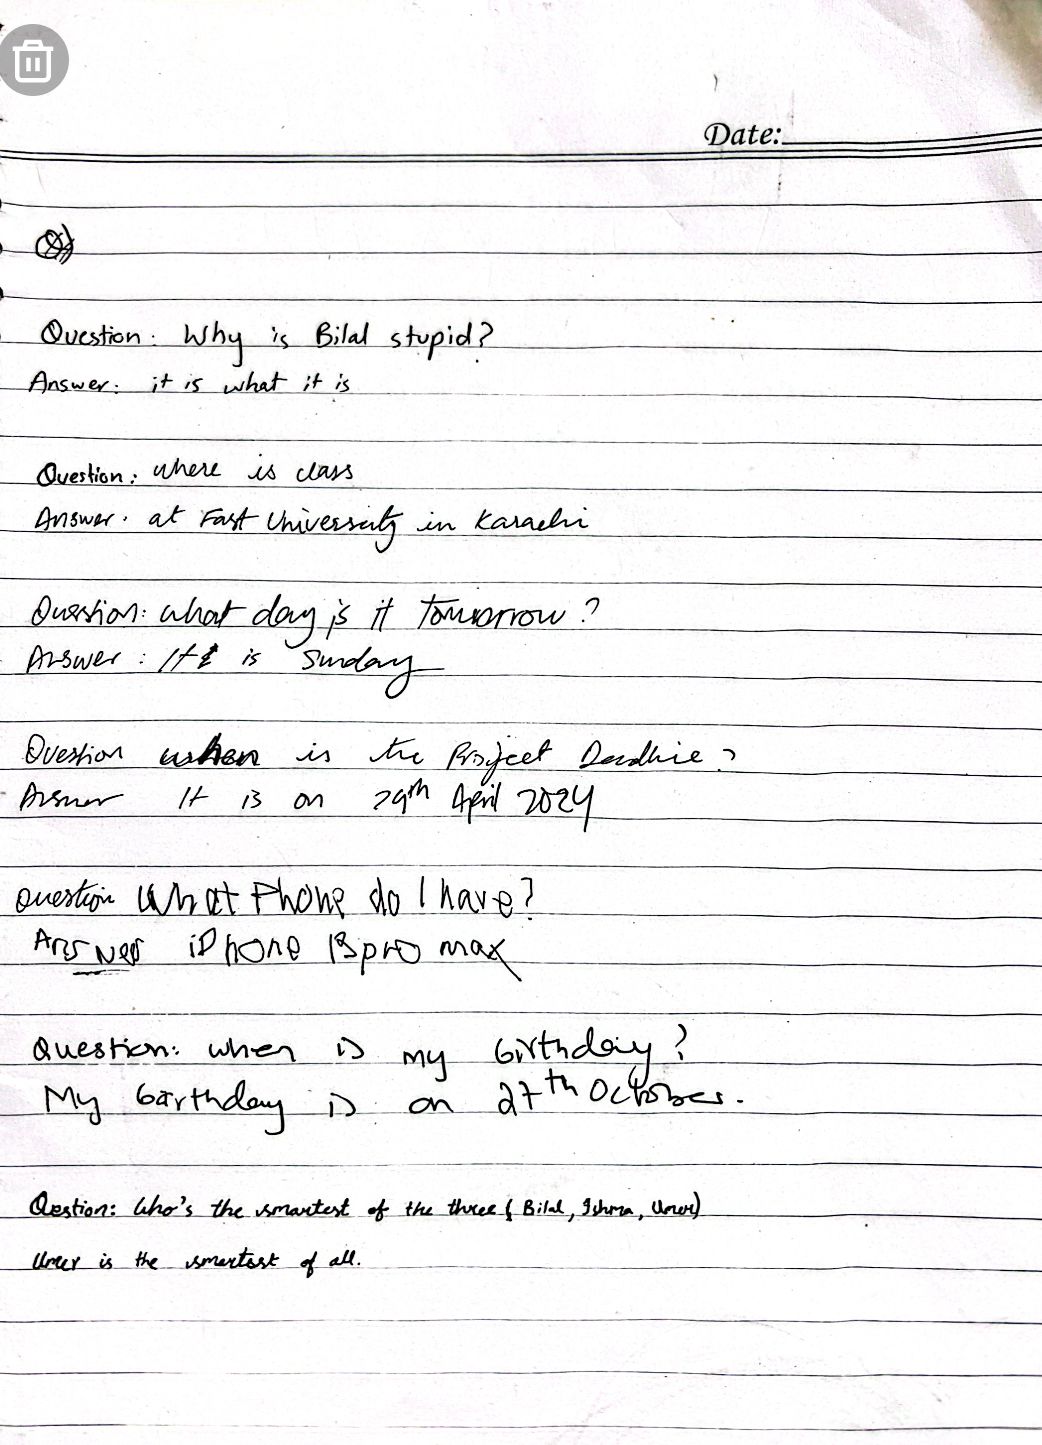 Date:
Question: Why is Bilal stupid?
Answer: it is what it is
Question: where is class
Answer. at Fast University in Karachi
Question: what day is it tomorrow?
Answer: It is Sunday
Question when is the Project Deadline?
Answer It is on 29th April 2024
Question What Phone do I have?
Answer iPhone 13 pro max
Question: when is my birthday?
My birthday is on 27th October.
Qestion: Who's the smartest of the three (Bilal, Ishma, Umer)
Umer is the smartest of all.